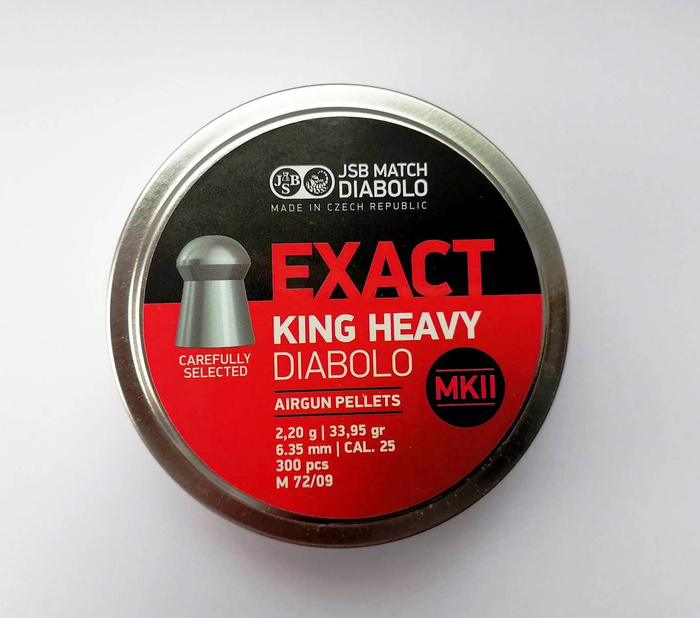 JSB
JSB MATCH
DIABOLO
MADE IN CZECH REPUBLIC
EXACT
KING HEAVY
DIABOLO
CAREFULLY
SELECTED
MKII
AIRGUN PELLETS
2,20 g | 33,95 gr
6.35 mm | CAL. 25
300 pcs
M 72/09